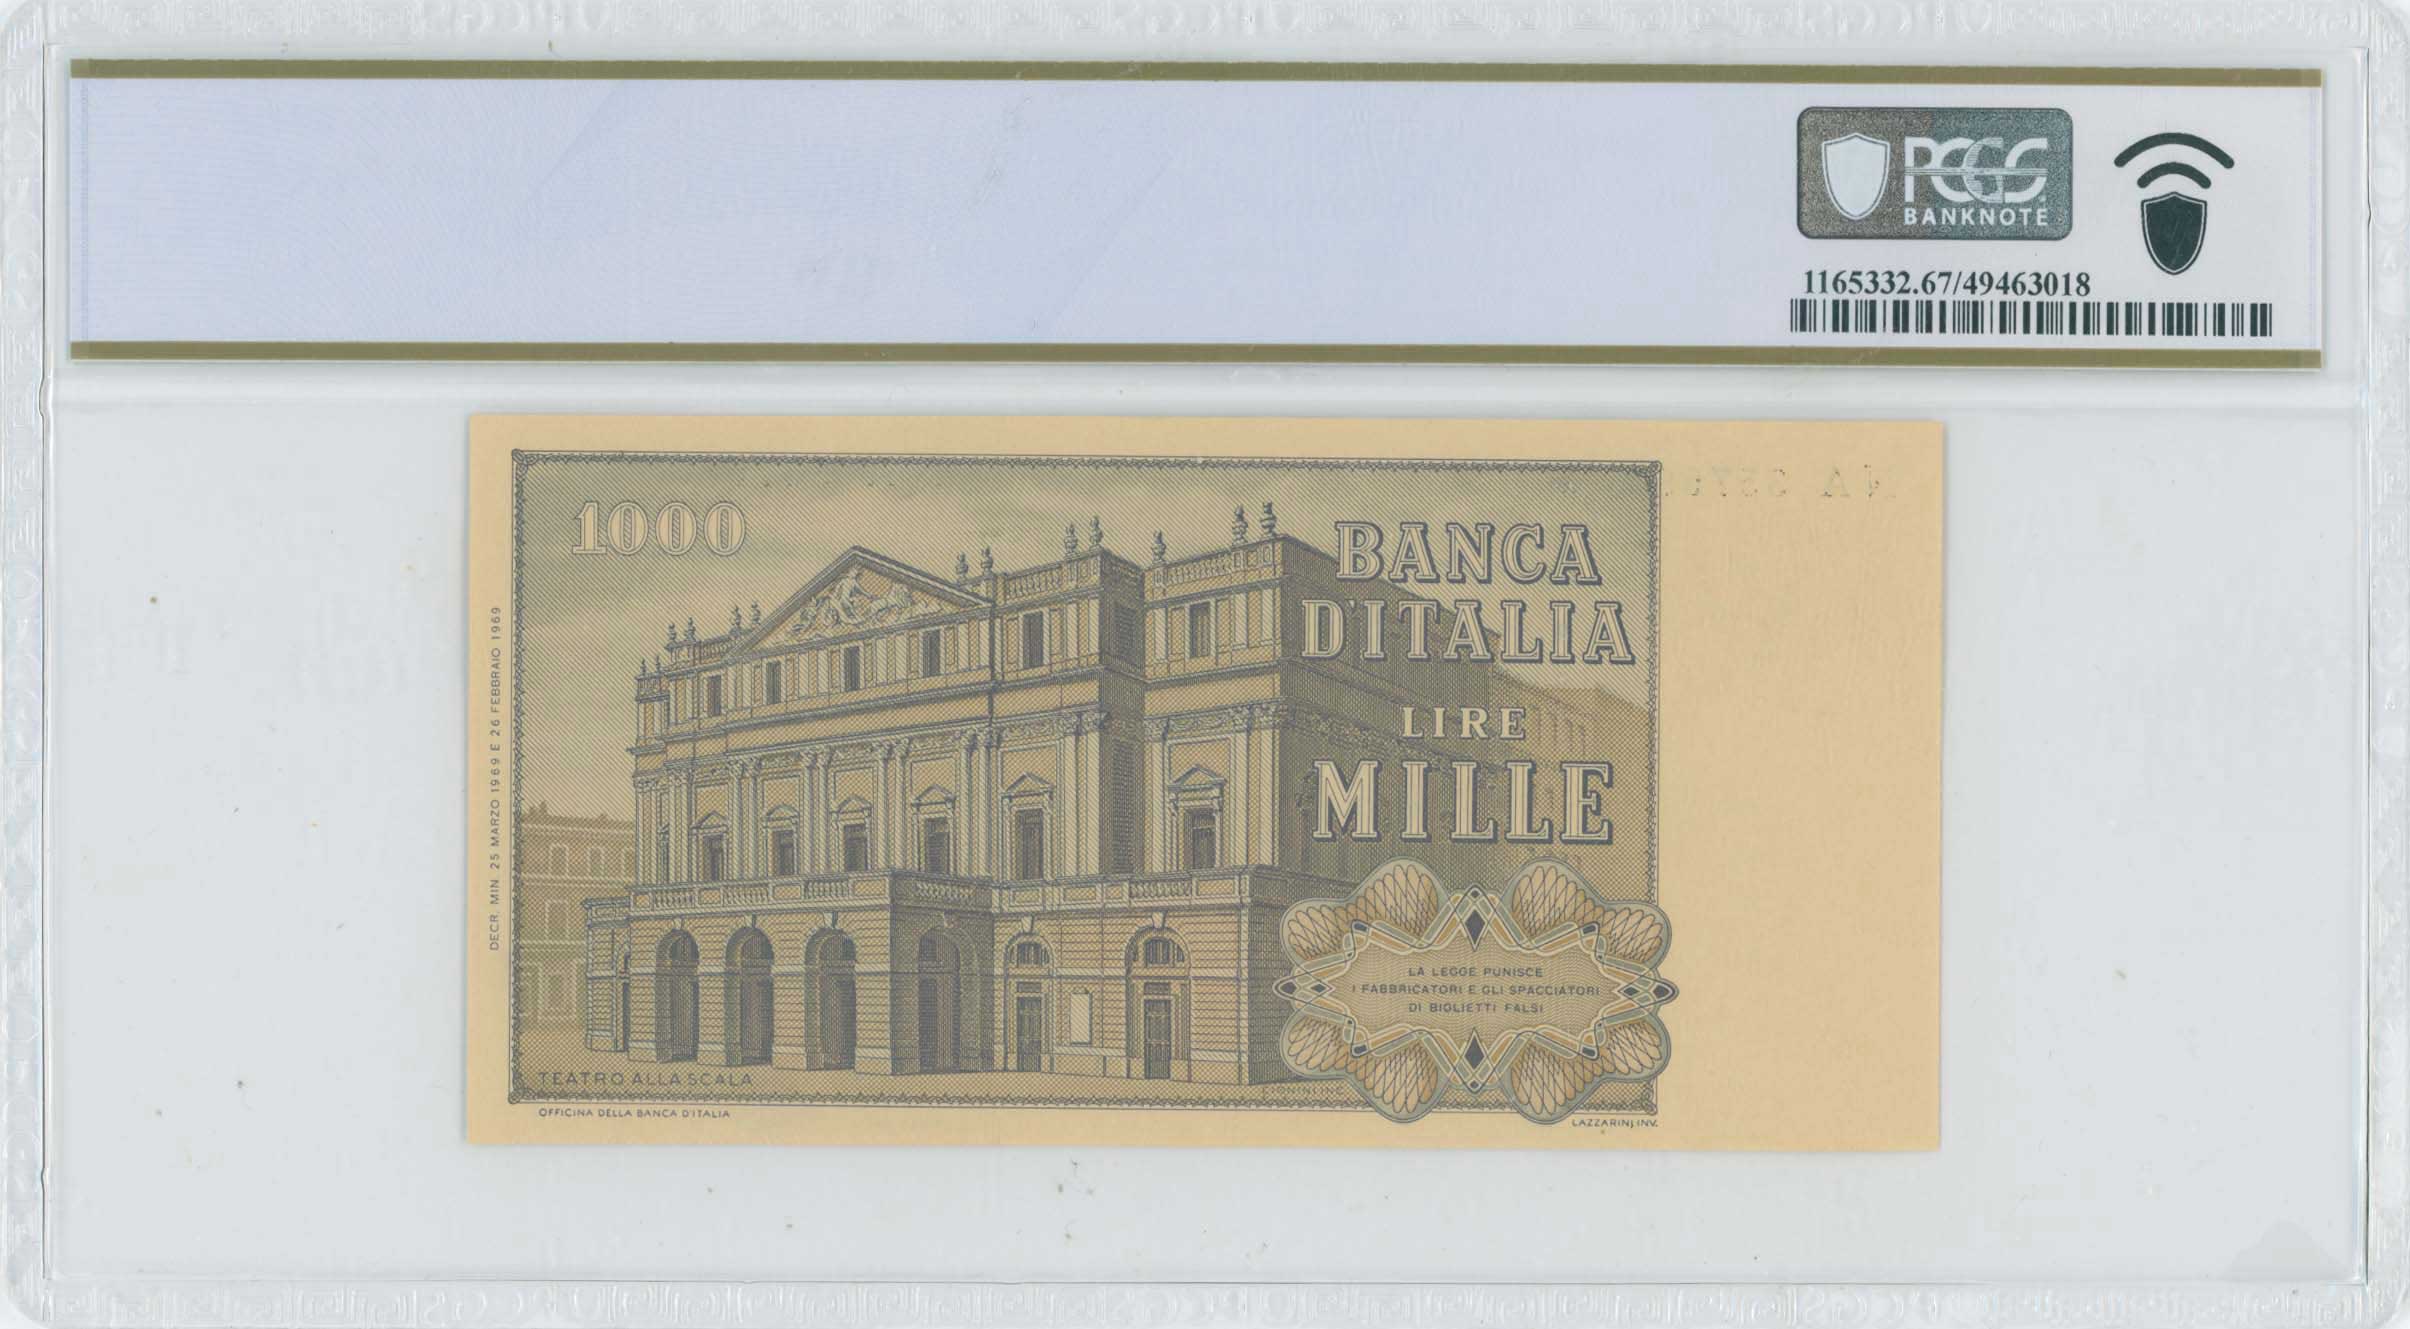 PCGS
BANKNOTE
1165332.67/49463018
1000
BANCA
D'ITALIA
LIRE
MILLE
DECR. MIN. 25 MARZO 1969 E 26 FEBBRAIO 1969
LA LEGGE PUNISCE
I FABBRICATORI E GLI SPACCIATORI
DI BIGLIETTI FALSI
TEATRO ALLA SCALA
OFFICINA DELLA BANCA D'ITALIA
LAZZARINI INV.